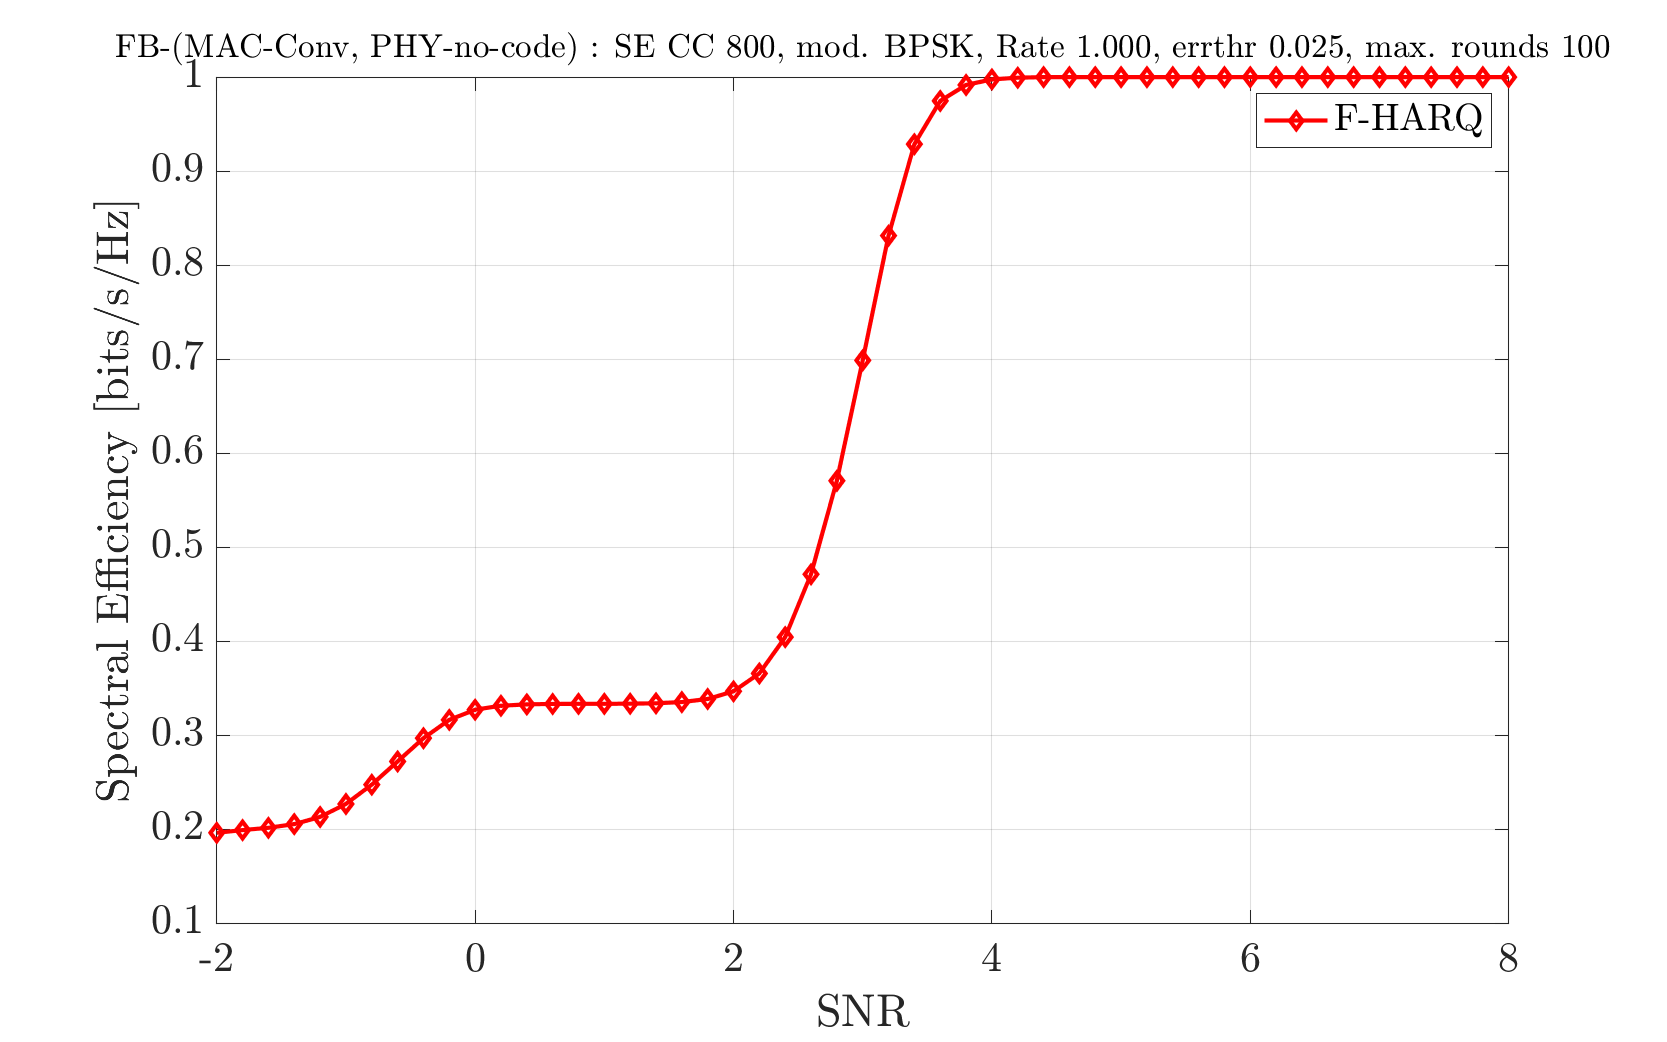 FB-(MAC-Conv, PHY-no-code) : SE CC 800, mod. BPSK, Rate 1.000, errthr 0.025, max. rounds 100
F-HARQ
Spectral Efficiency [bits/s/Hz]
1
0.9
0.8
0.7
0.6
0.5
0.4
0.3
0.2
0.1
-2 0 2 4 6 8
SNR